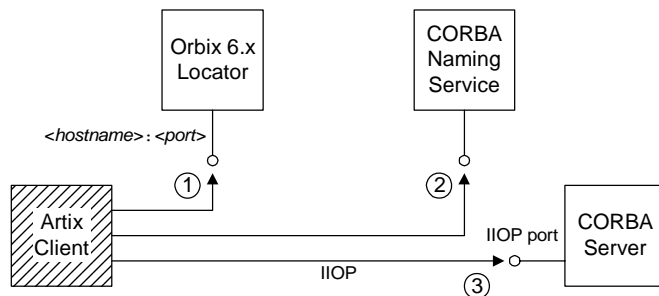 Orbix 6.x
Locator
CORBA
Naming
Service
<hostname>:<port>
1
2
Artix
Client
IIOP port
CORBA
Server
IIOP
3